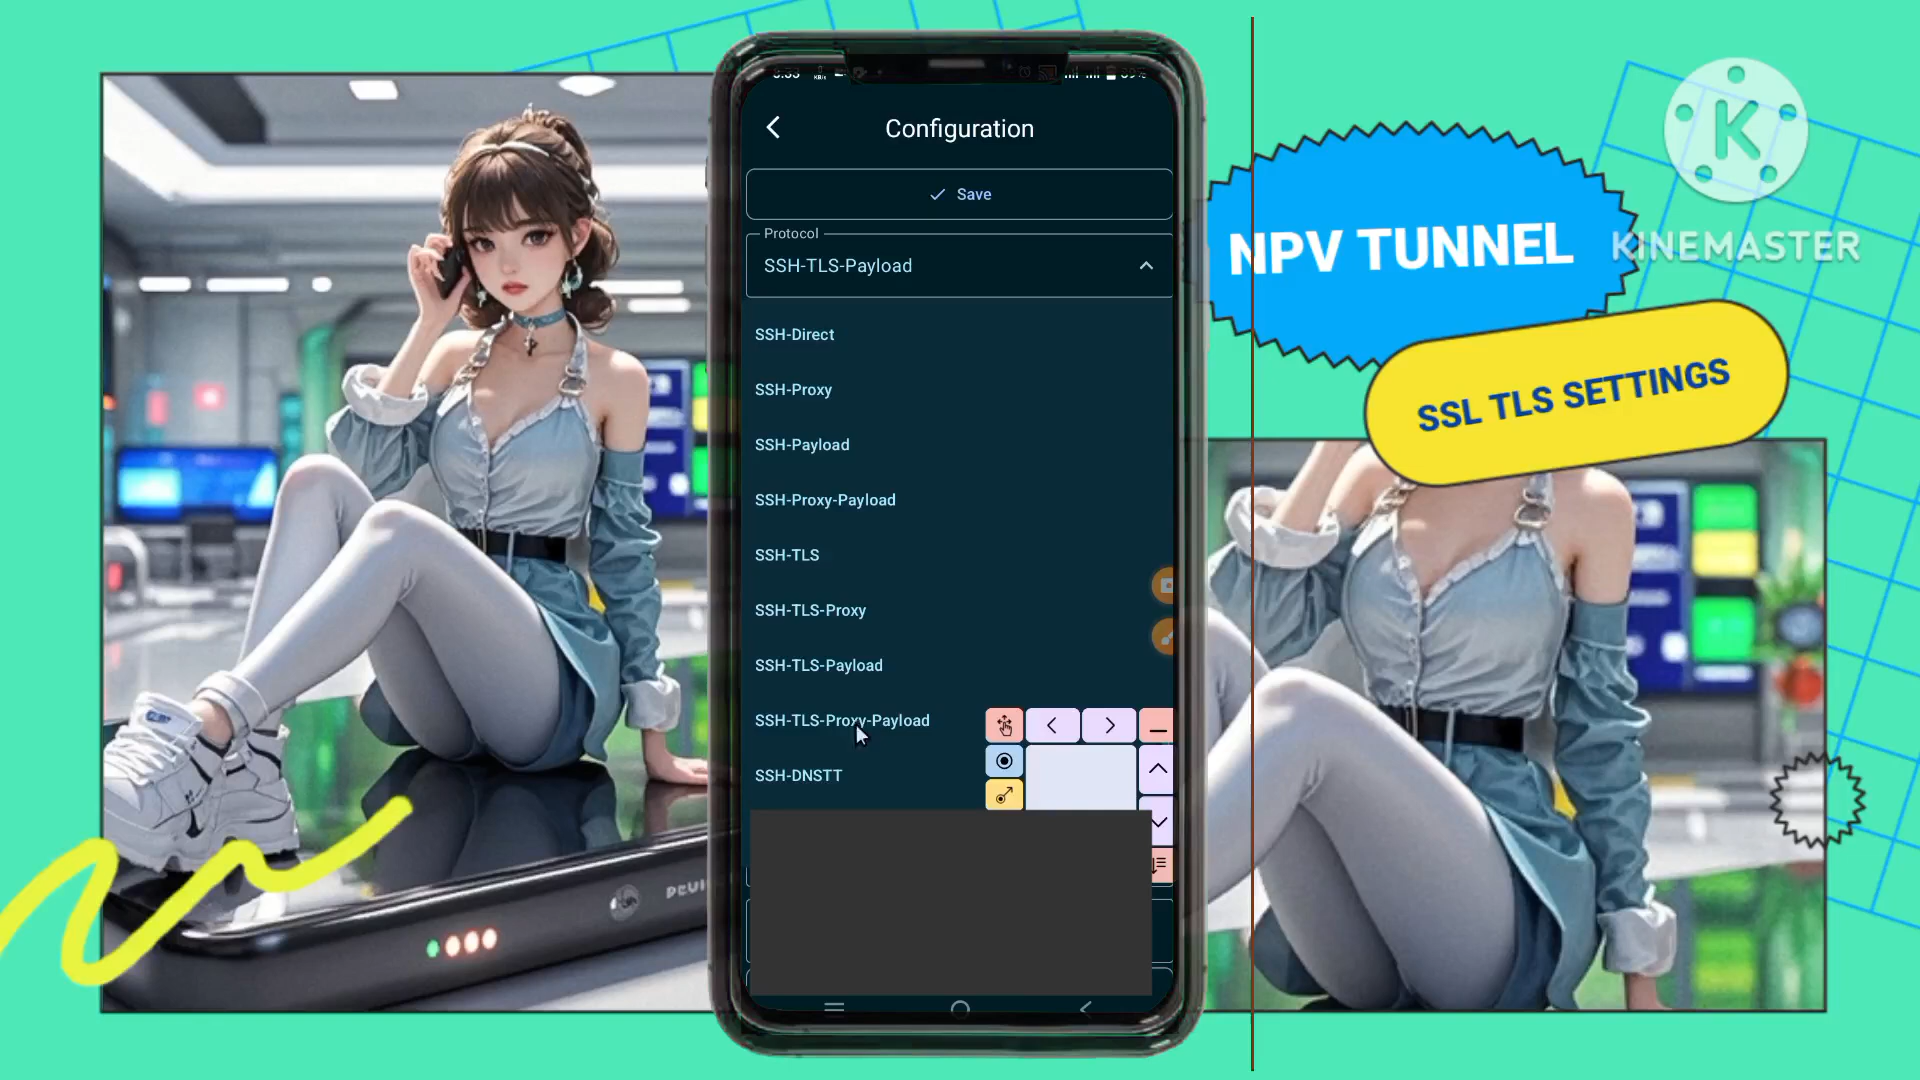 Configuration
Save
Protocol
SSH-TLS-Payload
SSH-Direct
SSH-Proxy
SSH-Payload
SSH-Proxy-Payload
SSH-TLS
SSH-TLS-Proxy
SSH-TLS-Payload
SSH-TLS-Proxy-Payload
SSH-DNSTT
NPV TUNNEL
K
KINEMASTER
SSL TLS SETTINGS